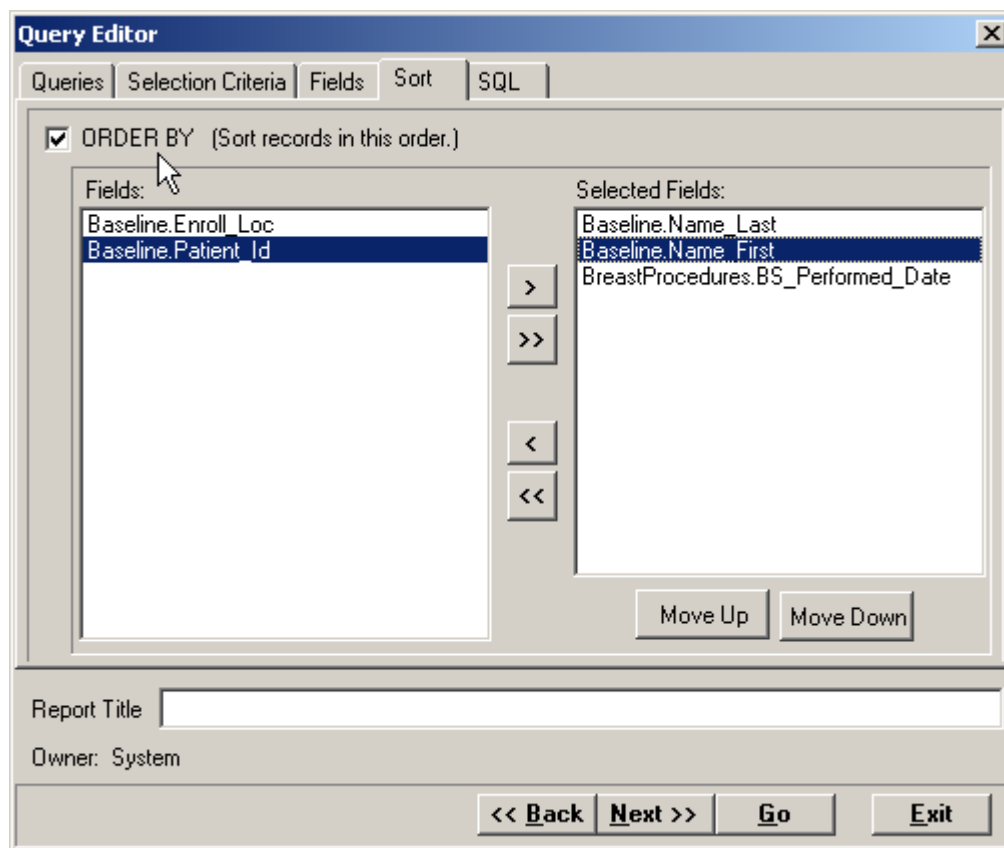 Query Editor
Queries Selection Criteria Fields Sort SQL
ORDER BY (Sort records in this order.)
Fields:
Baseline.Enroll_Loc
Baseline.Patient_Id
>
>>
<
<<
Selected Fields:
Baseline.Name_Last
Baseline.Name_First
BreastProcedures.BS_Performed_Date
Move Up Move Down
Report Title
Owner: System
<< Back Next >> Go Exit